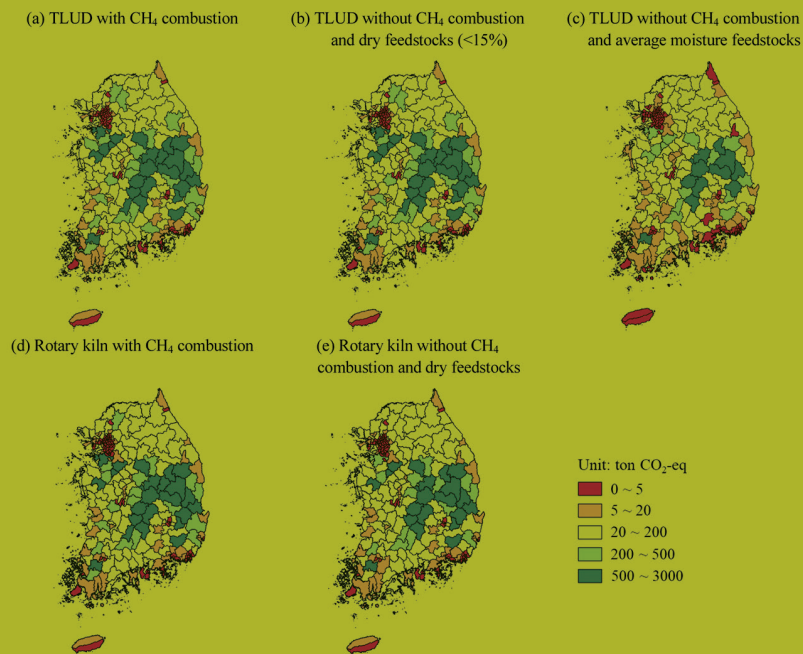 (a) TLUD with CH₄ combustion
(b) TLUD without CH₄ combustion
and dry feedstocks (<15%)
(c) TLUD without CH₄ combustion
and average moisture feedstocks
(d) Rotary kiln with CH₄ combustion
(e) Rotary kiln without CH₄
combustion and dry feedstocks
Unit: ton CO₂-eq
0 ~ 5
5 ~ 20
20 ~ 200
200 ~ 500
500 ~ 3000